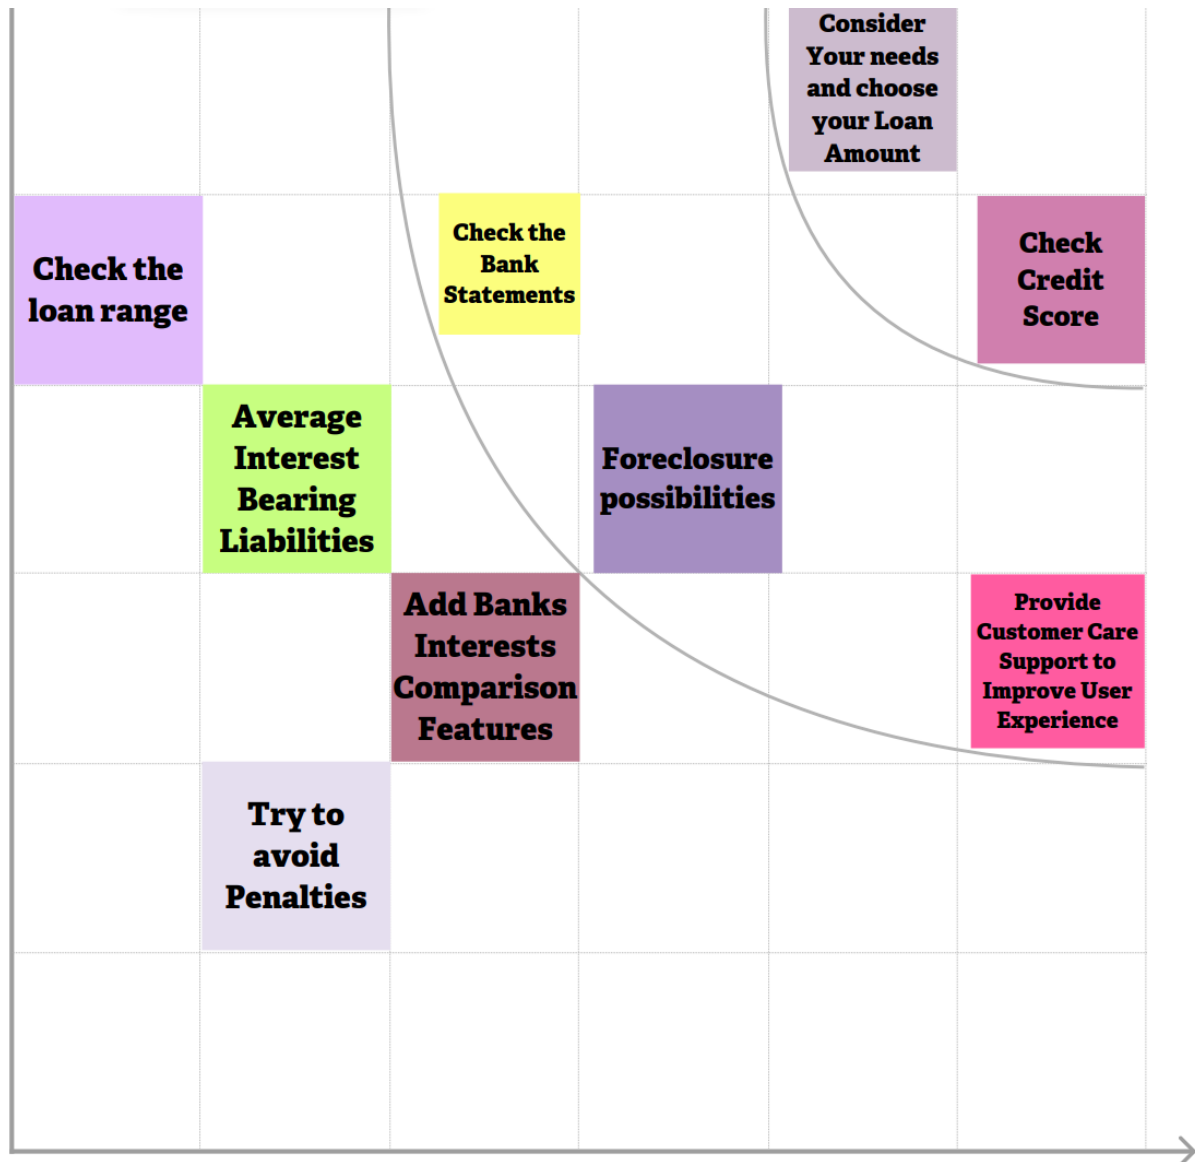 Consider
Your needs
and choose
your Loan
Amount
Check the
loan range
Check the
Bank
Statements
Check
Credit
Score
Average
Interest
Bearing
Liabilities
Foreclosure
possibilities
Add Banks
Interests
Comparison
Features
Provide
Customer Care
Support to
Improve User
Experience
Try to
avoid
Penalties